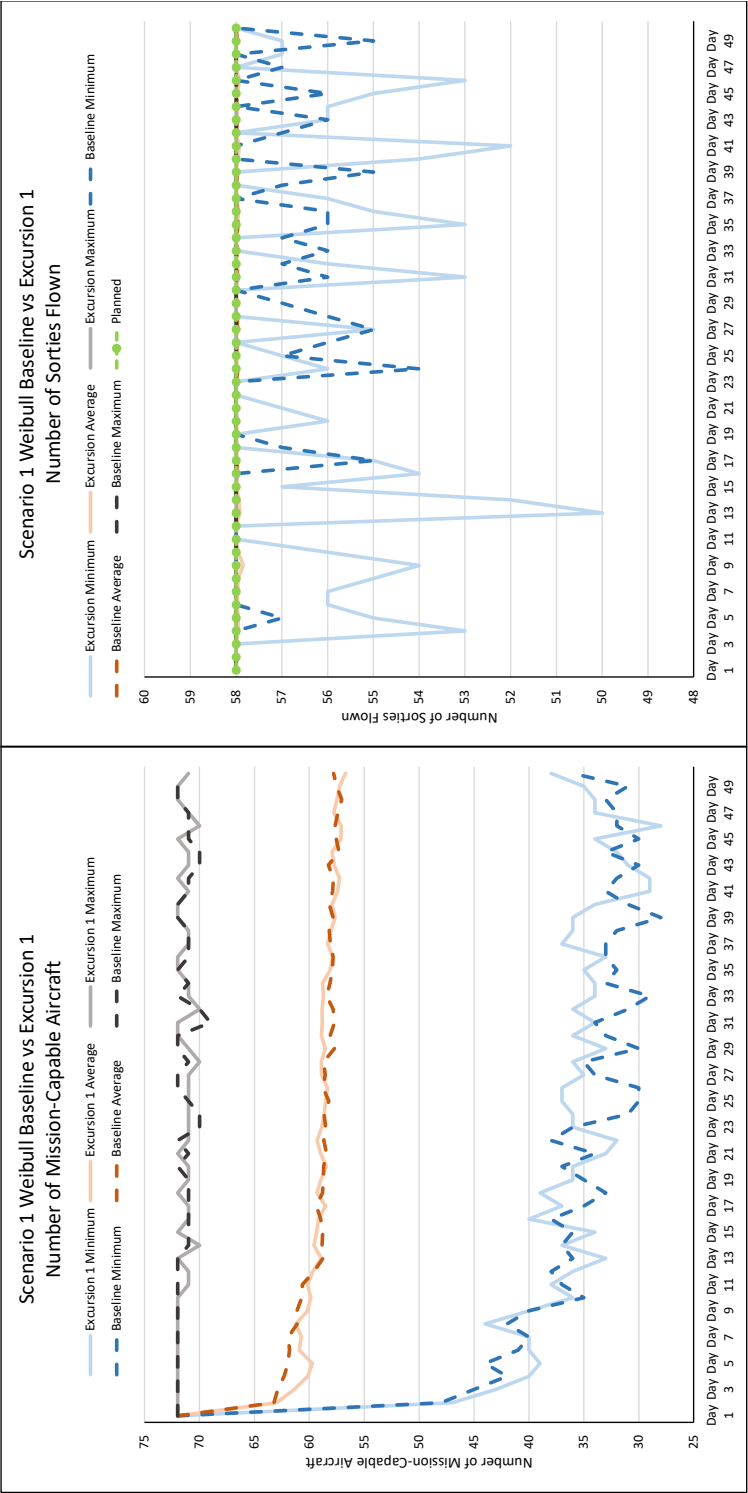 Scenario 1 Weibull Baseline vs Excursion 1
Number of Mission-Capable Aircraft
Excursion 1 Minimum
Excursion 1 Average
Excursion 1 Maximum
Baseline Minimum
Baseline Average
Baseline Maximum
Number of Mission-Capable Aircraft
75
70
65
60
55
50
45
40
35
30
25
Day Day Day Day Day Day Day Day Day Day Day Day Day Day Day Day Day Day Day Day Day Day Day Day Day
1 3 5 7 9 11 13 15 17 19 21 23 25 27 29 31 33 35 37 39 41 43 45 47 49
Scenario 1 Weibull Baseline vs Excursion 1
Number of Sorties Flown
Excursion Minimum
Excursion Average
Excursion Maximum
Baseline Minimum
Baseline Average
Baseline Maximum
Planned
Number of Sorties Flown
60
59
58
57
56
55
54
53
52
51
50
49
48
Day Day Day Day Day Day Day Day Day Day Day Day Day Day Day Day Day Day Day Day Day Day Day Day Day
1 3 5 7 9 11 13 15 17 19 21 23 25 27 29 31 33 35 37 39 41 43 45 47 49